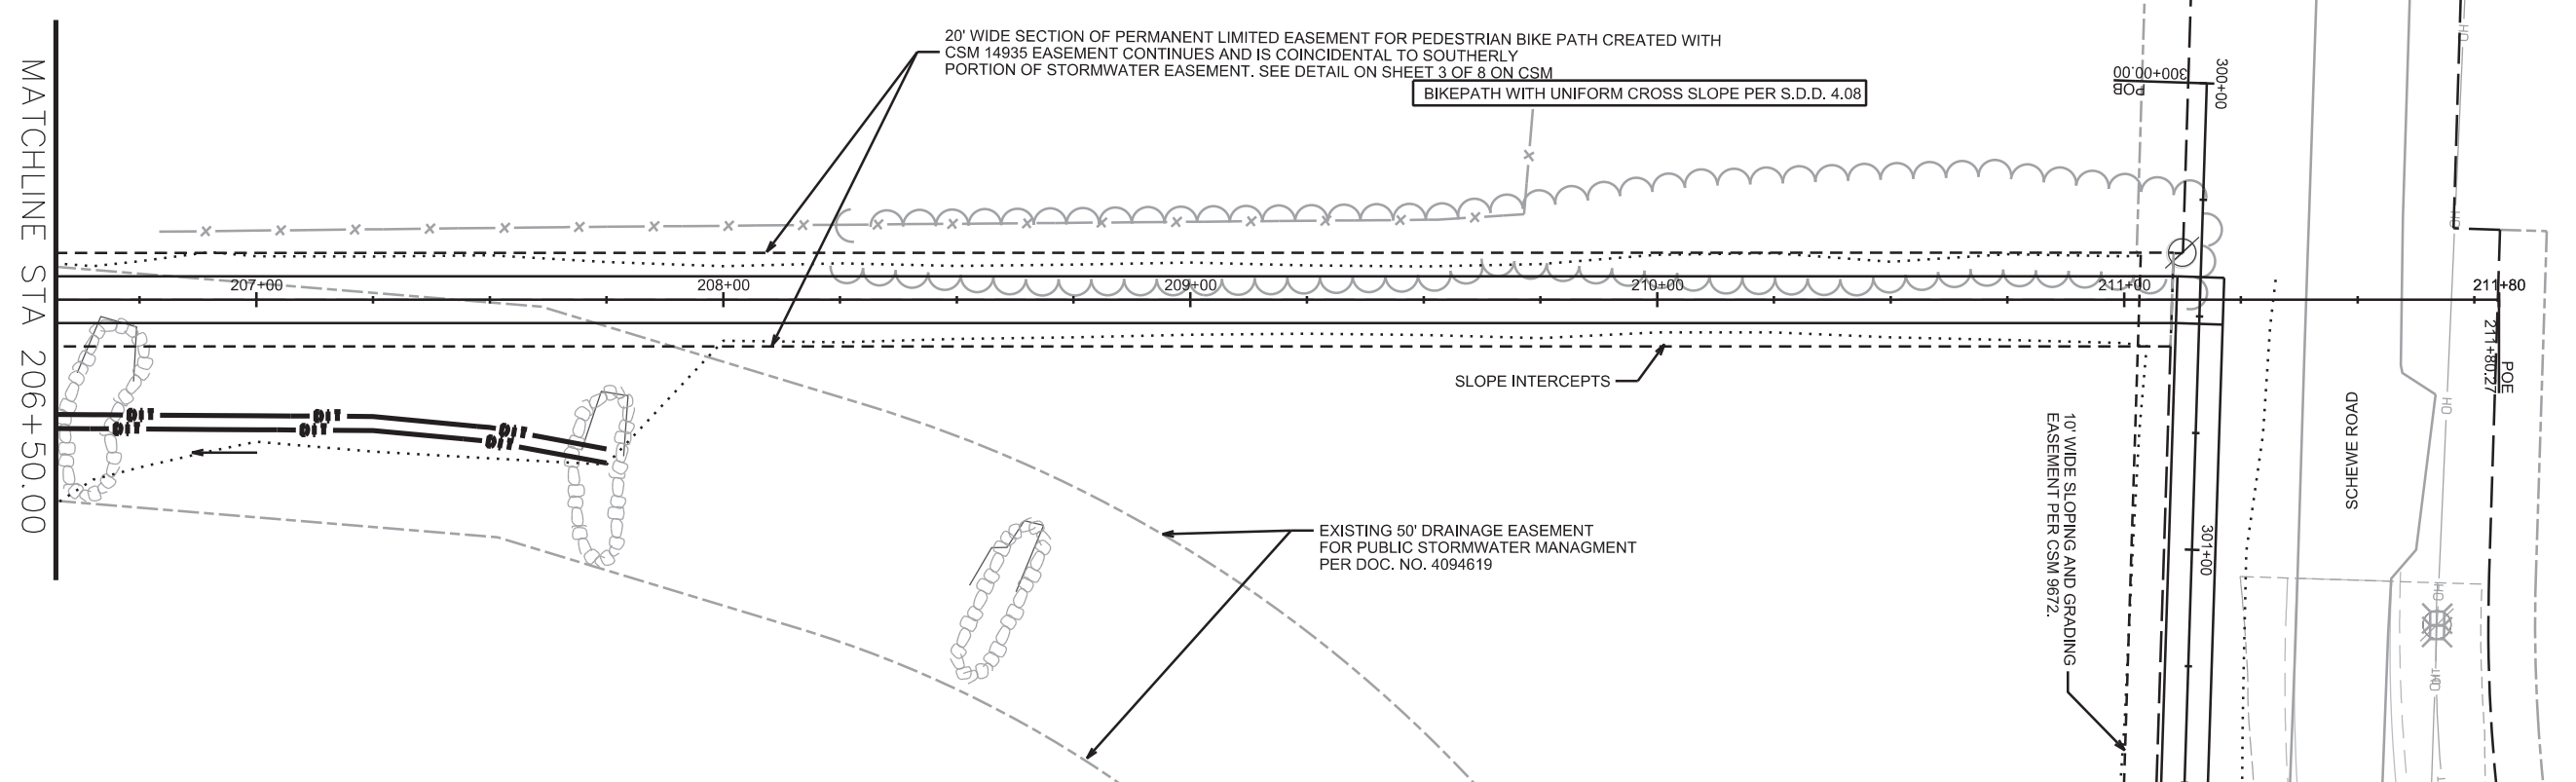 MATCHLINE STA 206+50.00
20' WIDE SECTION OF PERMANENT LIMITED EASEMENT FOR PEDESTRIAN BIKE PATH CREATED WITH
CSM 14935 EASEMENT CONTINUES AND IS COINCIDENTAL TO SOUTHERLY
PORTION OF STORMWATER EASEMENT. SEE DETAIL ON SHEET 3 OF 8 ON CSM
BIKEPATH WITH UNIFORM CROSS SLOPE PER S.D.D. 4.08
300+00.00
POB
300+00
207+00
208+00
209+00
210+00
211+00
211+80
211+80.27
POE
SLOPE INTERCEPTS
SCHEWE ROAD
10' WIDE SLOPING AND GRADING
EASEMENT PER CSM 9672.
301+00
EXISTING 50' DRAINAGE EASEMENT
FOR PUBLIC STORMWATER MANAGMENT
PER DOC. NO. 4094619
OH
OH
OH
OH